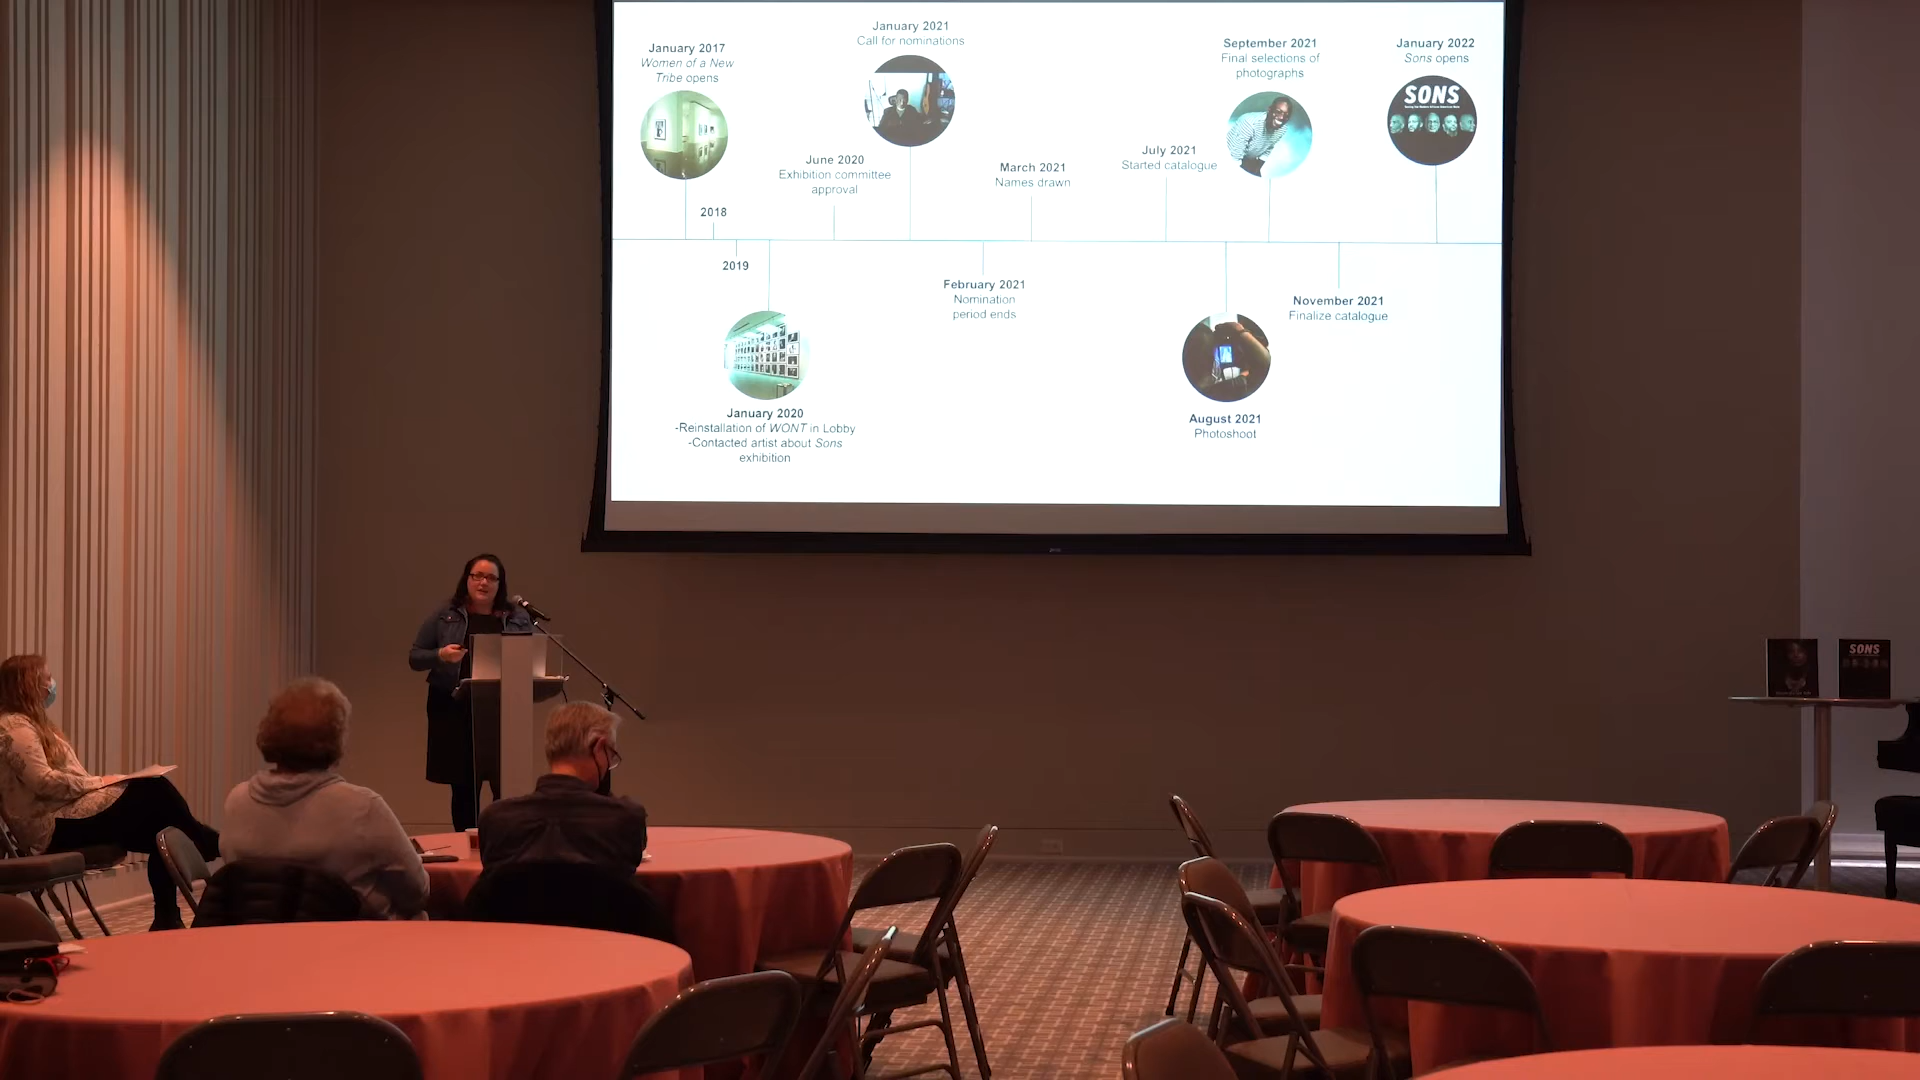 January 2017
Women of a New
Tribe opens
2018
2019
January 2020
-Reinstallation of WONT in Lobby
-Contacted artist about Sons
exhibition
June 2020
Exhibition committee
approval
January 2021
Call for nominations
February 2021
Nomination
period ends
March 2021
Names drawn
July 2021
Started catalogue
August 2021
Photoshoot
September 2021
Final selections of
photographs
November 2021
Finalize catalogue
January 2022
Sons opens
SONS
SONS